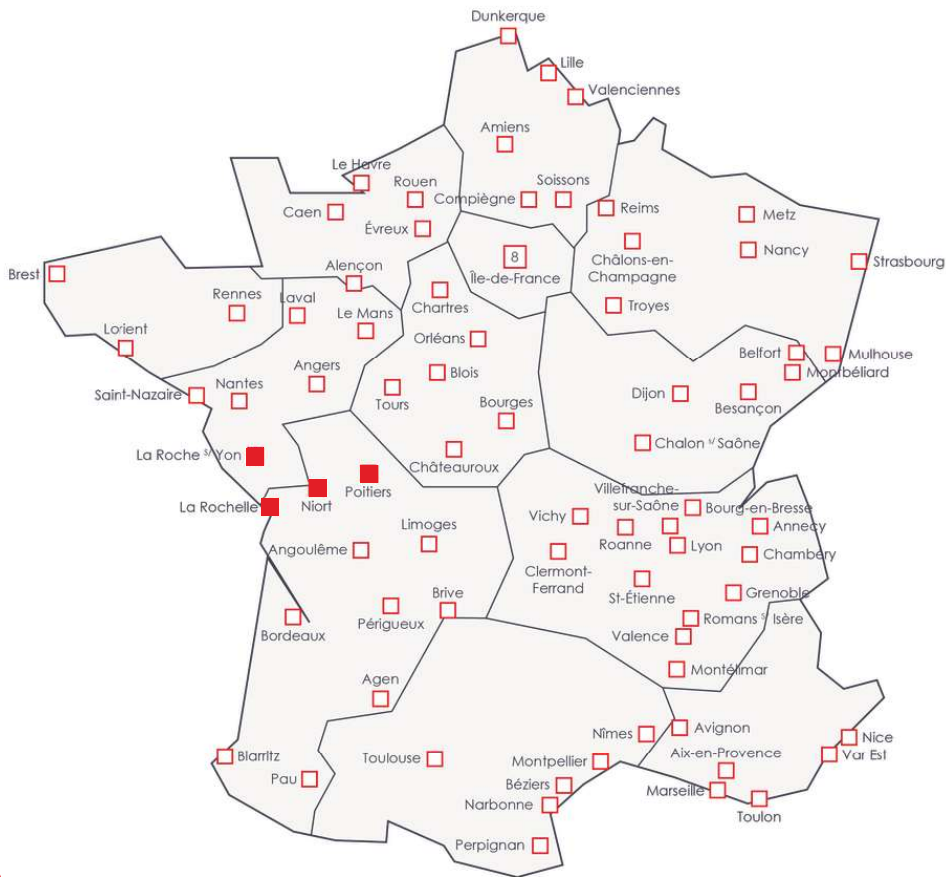 Dunkerque
Lille
Valenciennes
Amiens
Le Havre
Rouen
Compiègne
Soissons
Reims
Metz
Caen
Évreux
Châlons-en-
Champagne
Nancy
8
Île-de-France
Strasbourg
Brest
Alençon
Chartres
Rennes
Laval
Le Mans
Troyes
Orléans
Lorient
Belfort
Mulhouse
Montbéliard
Blois
Angers
Saint-Nazaire
Nantes
Tours
Dijon
Besançon
Bourges
Chalon s/ Saône
Châteauroux
La Roche s/ Yon
Poitiers
Niort
La Rochelle
Villefranche-
sur-Saône
Bourg-en-Bresse
Vichy
Roanne
Annecy
Limoges
Angoulême
Lyon
Chambéry
Clermont-
Ferrand
St-Étienne
Grenoble
Brive
Périgueux
Bordeaux
Romans s/ Isère
Valence
Montélimar
Agen
Avignon
Nîmes
Nice
Var Est
Aix-en-Provence
Biarritz
Toulouse
Montpellier
Pau
Béziers
Marseille
Toulon
Narbonne
Perpignan